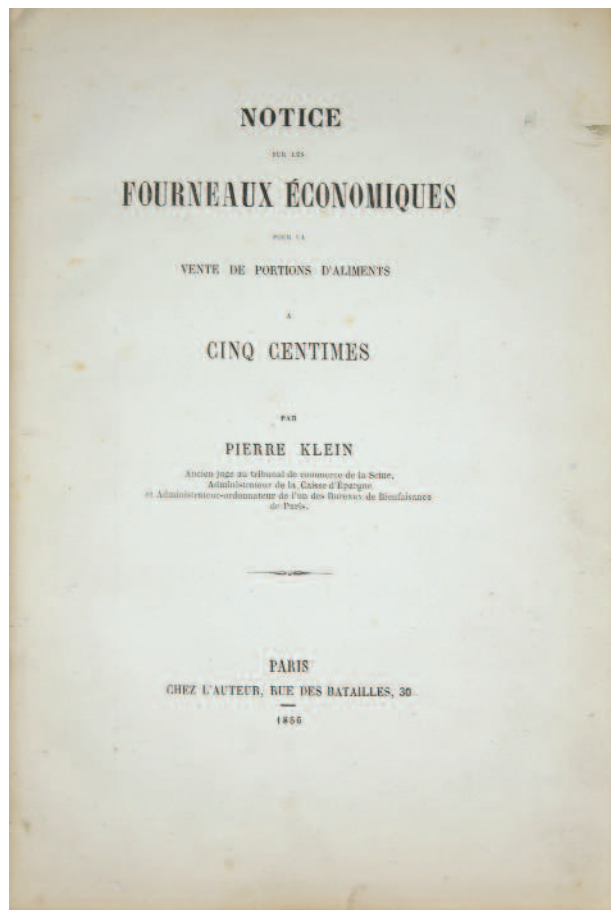 NOTICE
SUR LES
FOURNEAUX ÉCONOMIQUES
POUR LA
VENTE DE PORTIONS D'ALIMENTS
A
CINQ CENTIMES
PAR
PIERRE KLEIN
Ancien juge au tribunal de commerce de la Seine,
Administrateur de la Caisse d'Épargne
et Administrateur-ordonnateur de l'un des Bureaux de Bienfaisance
de Paris.
PARIS
CHEZ L'AUTEUR, RUE DES BATAILLES, 30
1856